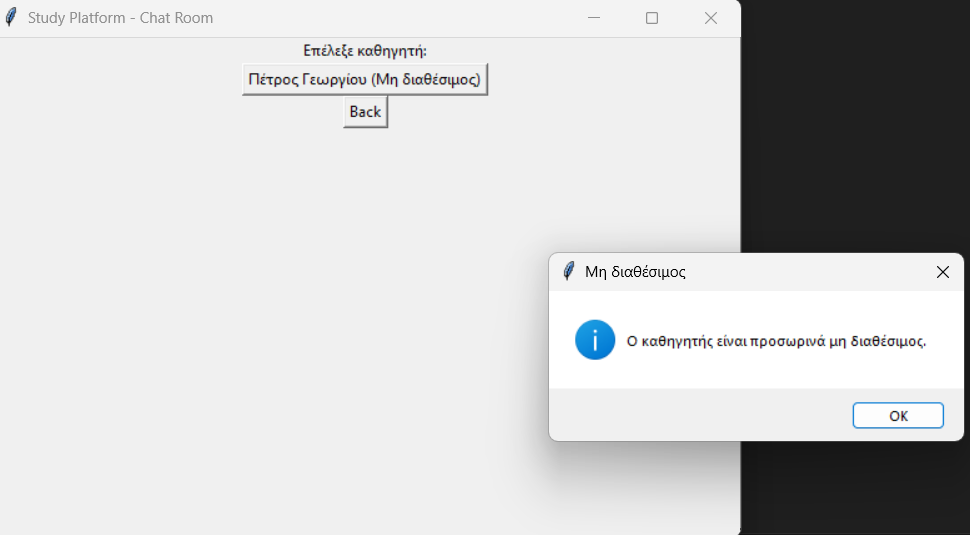 Study Platform - Chat Room
Επέλεξε καθηγητή:
Πέτρος Γεωργίου (Μη διαθέσιμος)
Back
Μη διαθέσιμος
Ο καθηγητής είναι προσωρινά μη διαθέσιμος.
OK